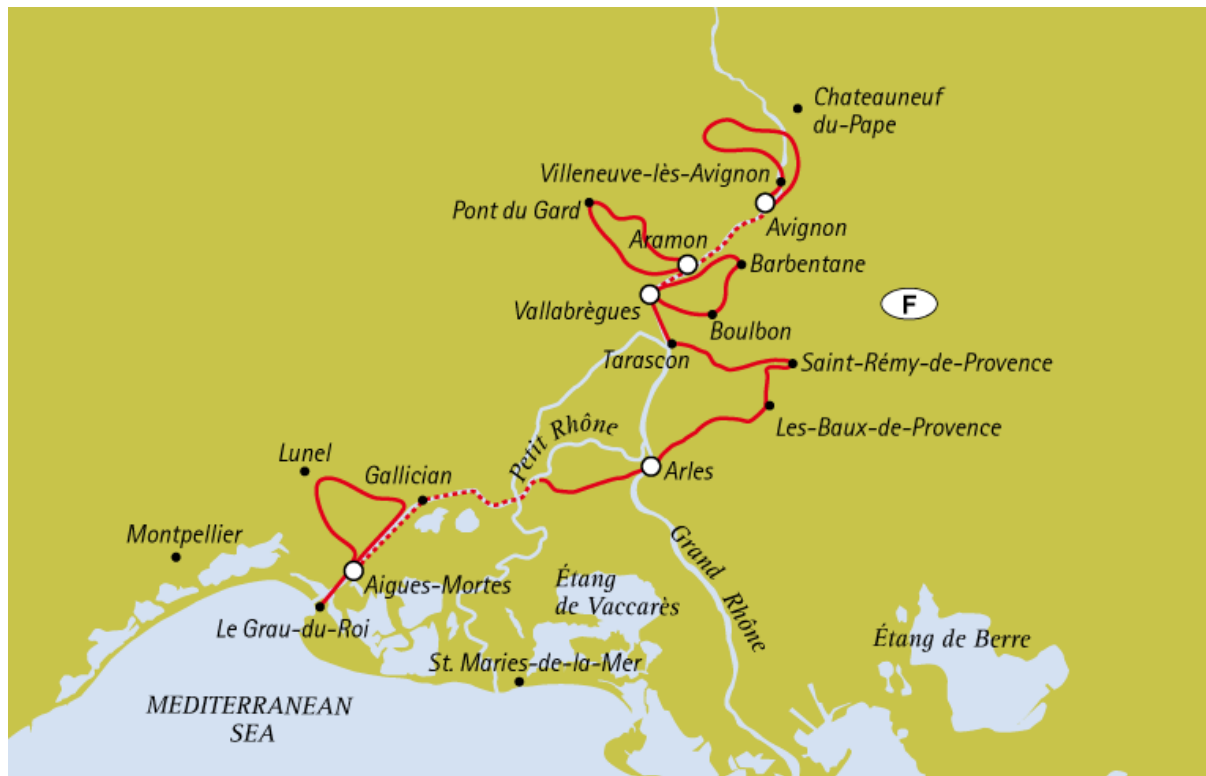 Chateauneuf
du-Pape
Villeneuve-lès-Avignon
Pont du Gard
Avignon
Aramon
Barbentane
F
Vallabrègues
Boulbon
Tarascon
Saint-Rémy-de-Provence
Les-Baux-de-Provence
Petit Rhône
Lunel
Gallician
Arles
Montpellier
Grand Rhône
Aigues-Mortes
Étang
de Vaccarès
Le Grau-du-Roi
Étang de Berre
St. Maries-de-la-Mer
MEDITERRANEAN
SEA